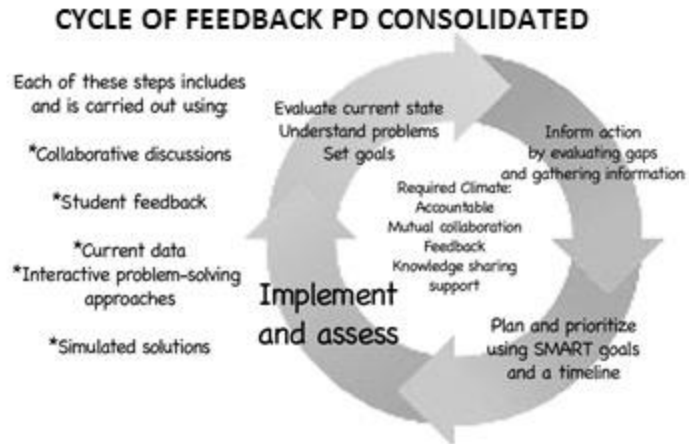 CYCLE OF FEEDBACK PD CONSOLIDATED
Each of these steps includes
and is carried out using:
*Collaborative discussions
*Student feedback
*Current data
*Interactive problem-solving
approaches
*Simulated solutions
Evaluate current state
Understand problems
Set goals
Inform action
by evaluating gaps
and gathering information
Required Climate:
Accountable
Mutual collaboration
Feedback
Knowledge sharing
support
Plan and prioritize
using SMART goals
and a timeline
Implement
and assess